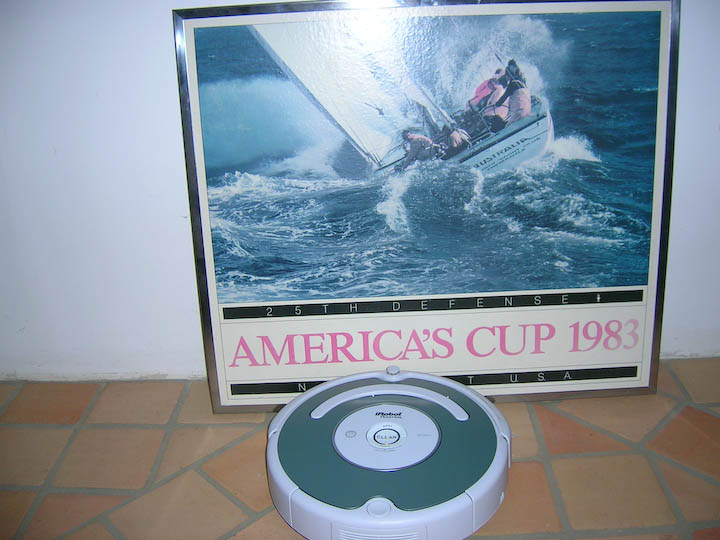 AUSTRALIA
25TH DEFENSE
AMERICA'S CUP 1983
N T U.S.A.
iRobot
CLEAN